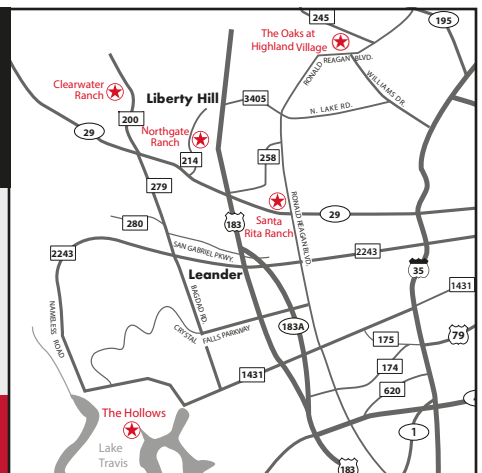 245
195
The Oaks at
Highland Village
RONALD REAGAN BLVD.
WILLIAMS DR.
Clearwater
Ranch
Liberty Hill
3405
N. LAKE RD.
200
29
Northgate
Ranch
214
258
279
RONALD REAGAN BLVD
280
183
Santa
Rita Ranch
29
2243
SAN GABRIEL PKWY.
2243
Leander
35
1431
BAGDAD RD.
NAMELESS ROAD
CRYSTAL FALLS PARKWAY
183A
175
79
174
1431
620
The Hollows
1
Lake
Travis
183